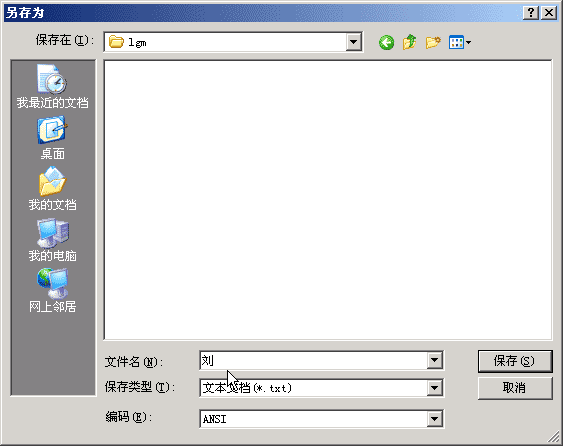 另存为
保存在(I):
lgm
我最近的文档
桌面
我的文档
我的电脑
网上邻居
文件名(N):
刘
保存(S)
保存类型(T):
文本文档(*.txt)
取消
编码(E):
ANSI